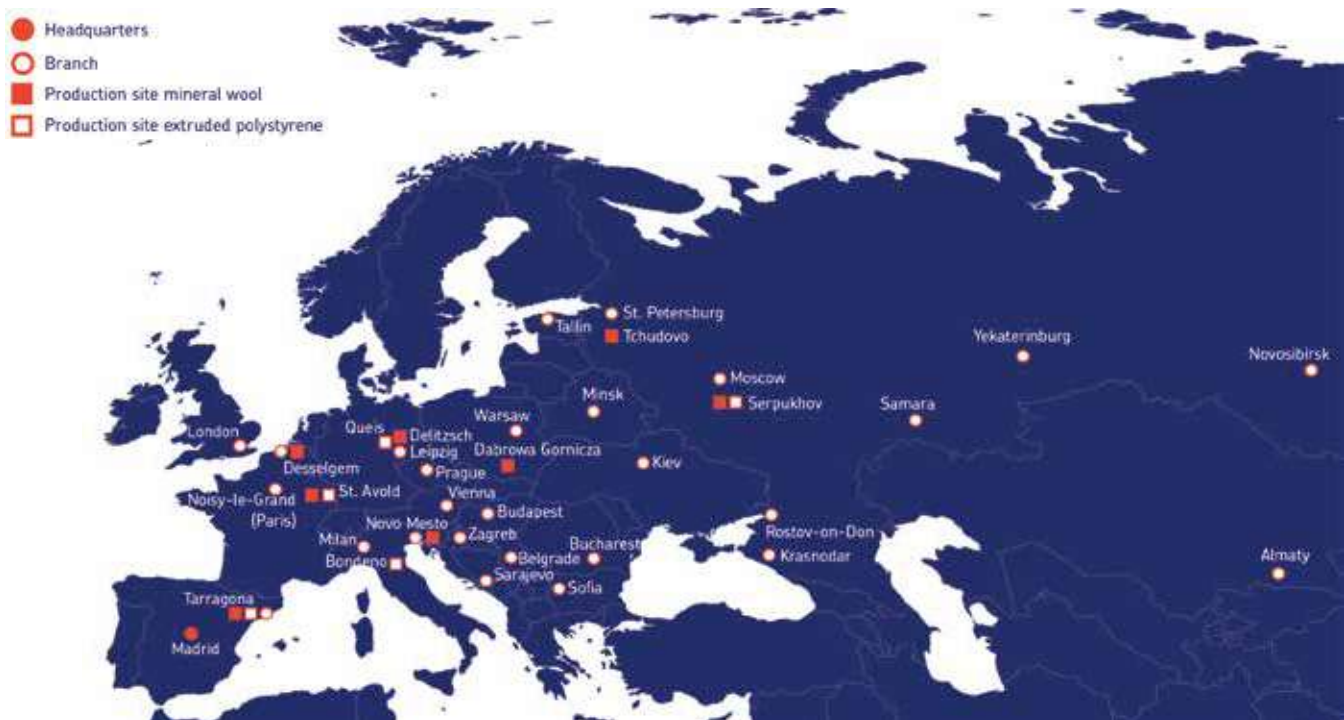 Headquarters
Branch
Production site mineral wool
Production site extruded polystyrene
St. Petersburg
Tallin
Tchudovo
Yekaterinburg
Novosibirsk
Moscow
Serpukhov
Minsk
Samara
Warsaw
Queis
London
Delitzsch
Leipzig
Dabrowa Gornicza
Kiev
Desselgem
Prague
St. Avold
Vienna
Noisy-le-Grand
(Paris)
Budapest
Novo Mesto
Rostov-on-Don
Milan
Zagreb
Bucharest
Krasnodar
Almaty
Bondeno
Belgrade
Sarajevo
Sofia
Tarragona
Madrid